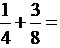 1/4 + 3/8 =